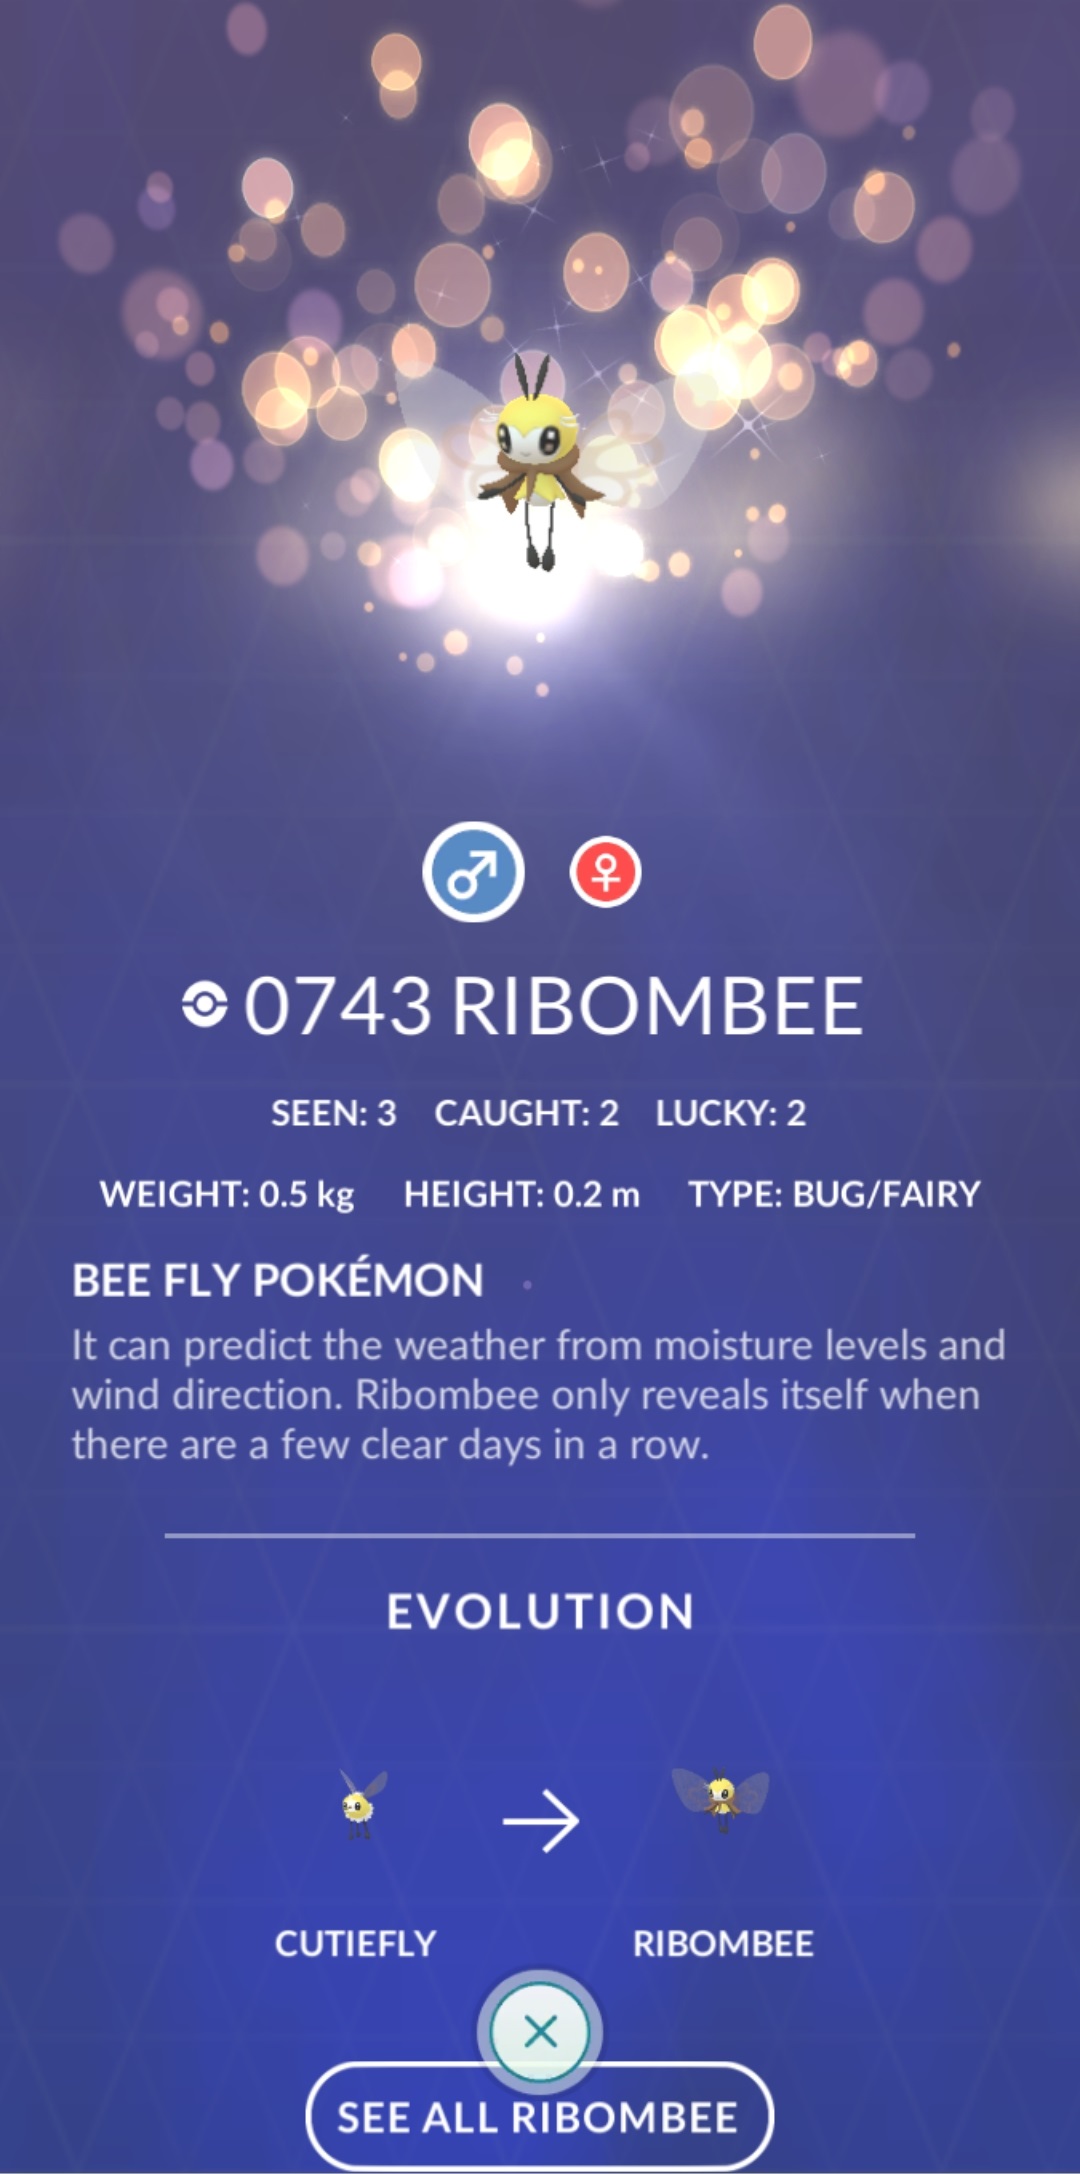 0743 RIBOMBEE
SEEN: 3 CAUGHT: 2 LUCKY: 2
WEIGHT: 0.5 kg HEIGHT: 0.2 m TYPE: BUG/FAIRY
BEE FLY POKÉMON
It can predict the weather from moisture levels and
wind direction. Ribombee only reveals itself when
there are a few clear days in a row.
EVOLUTION
CUTIEFLY RIBOMBEE
SEE ALL RIBOMBEE